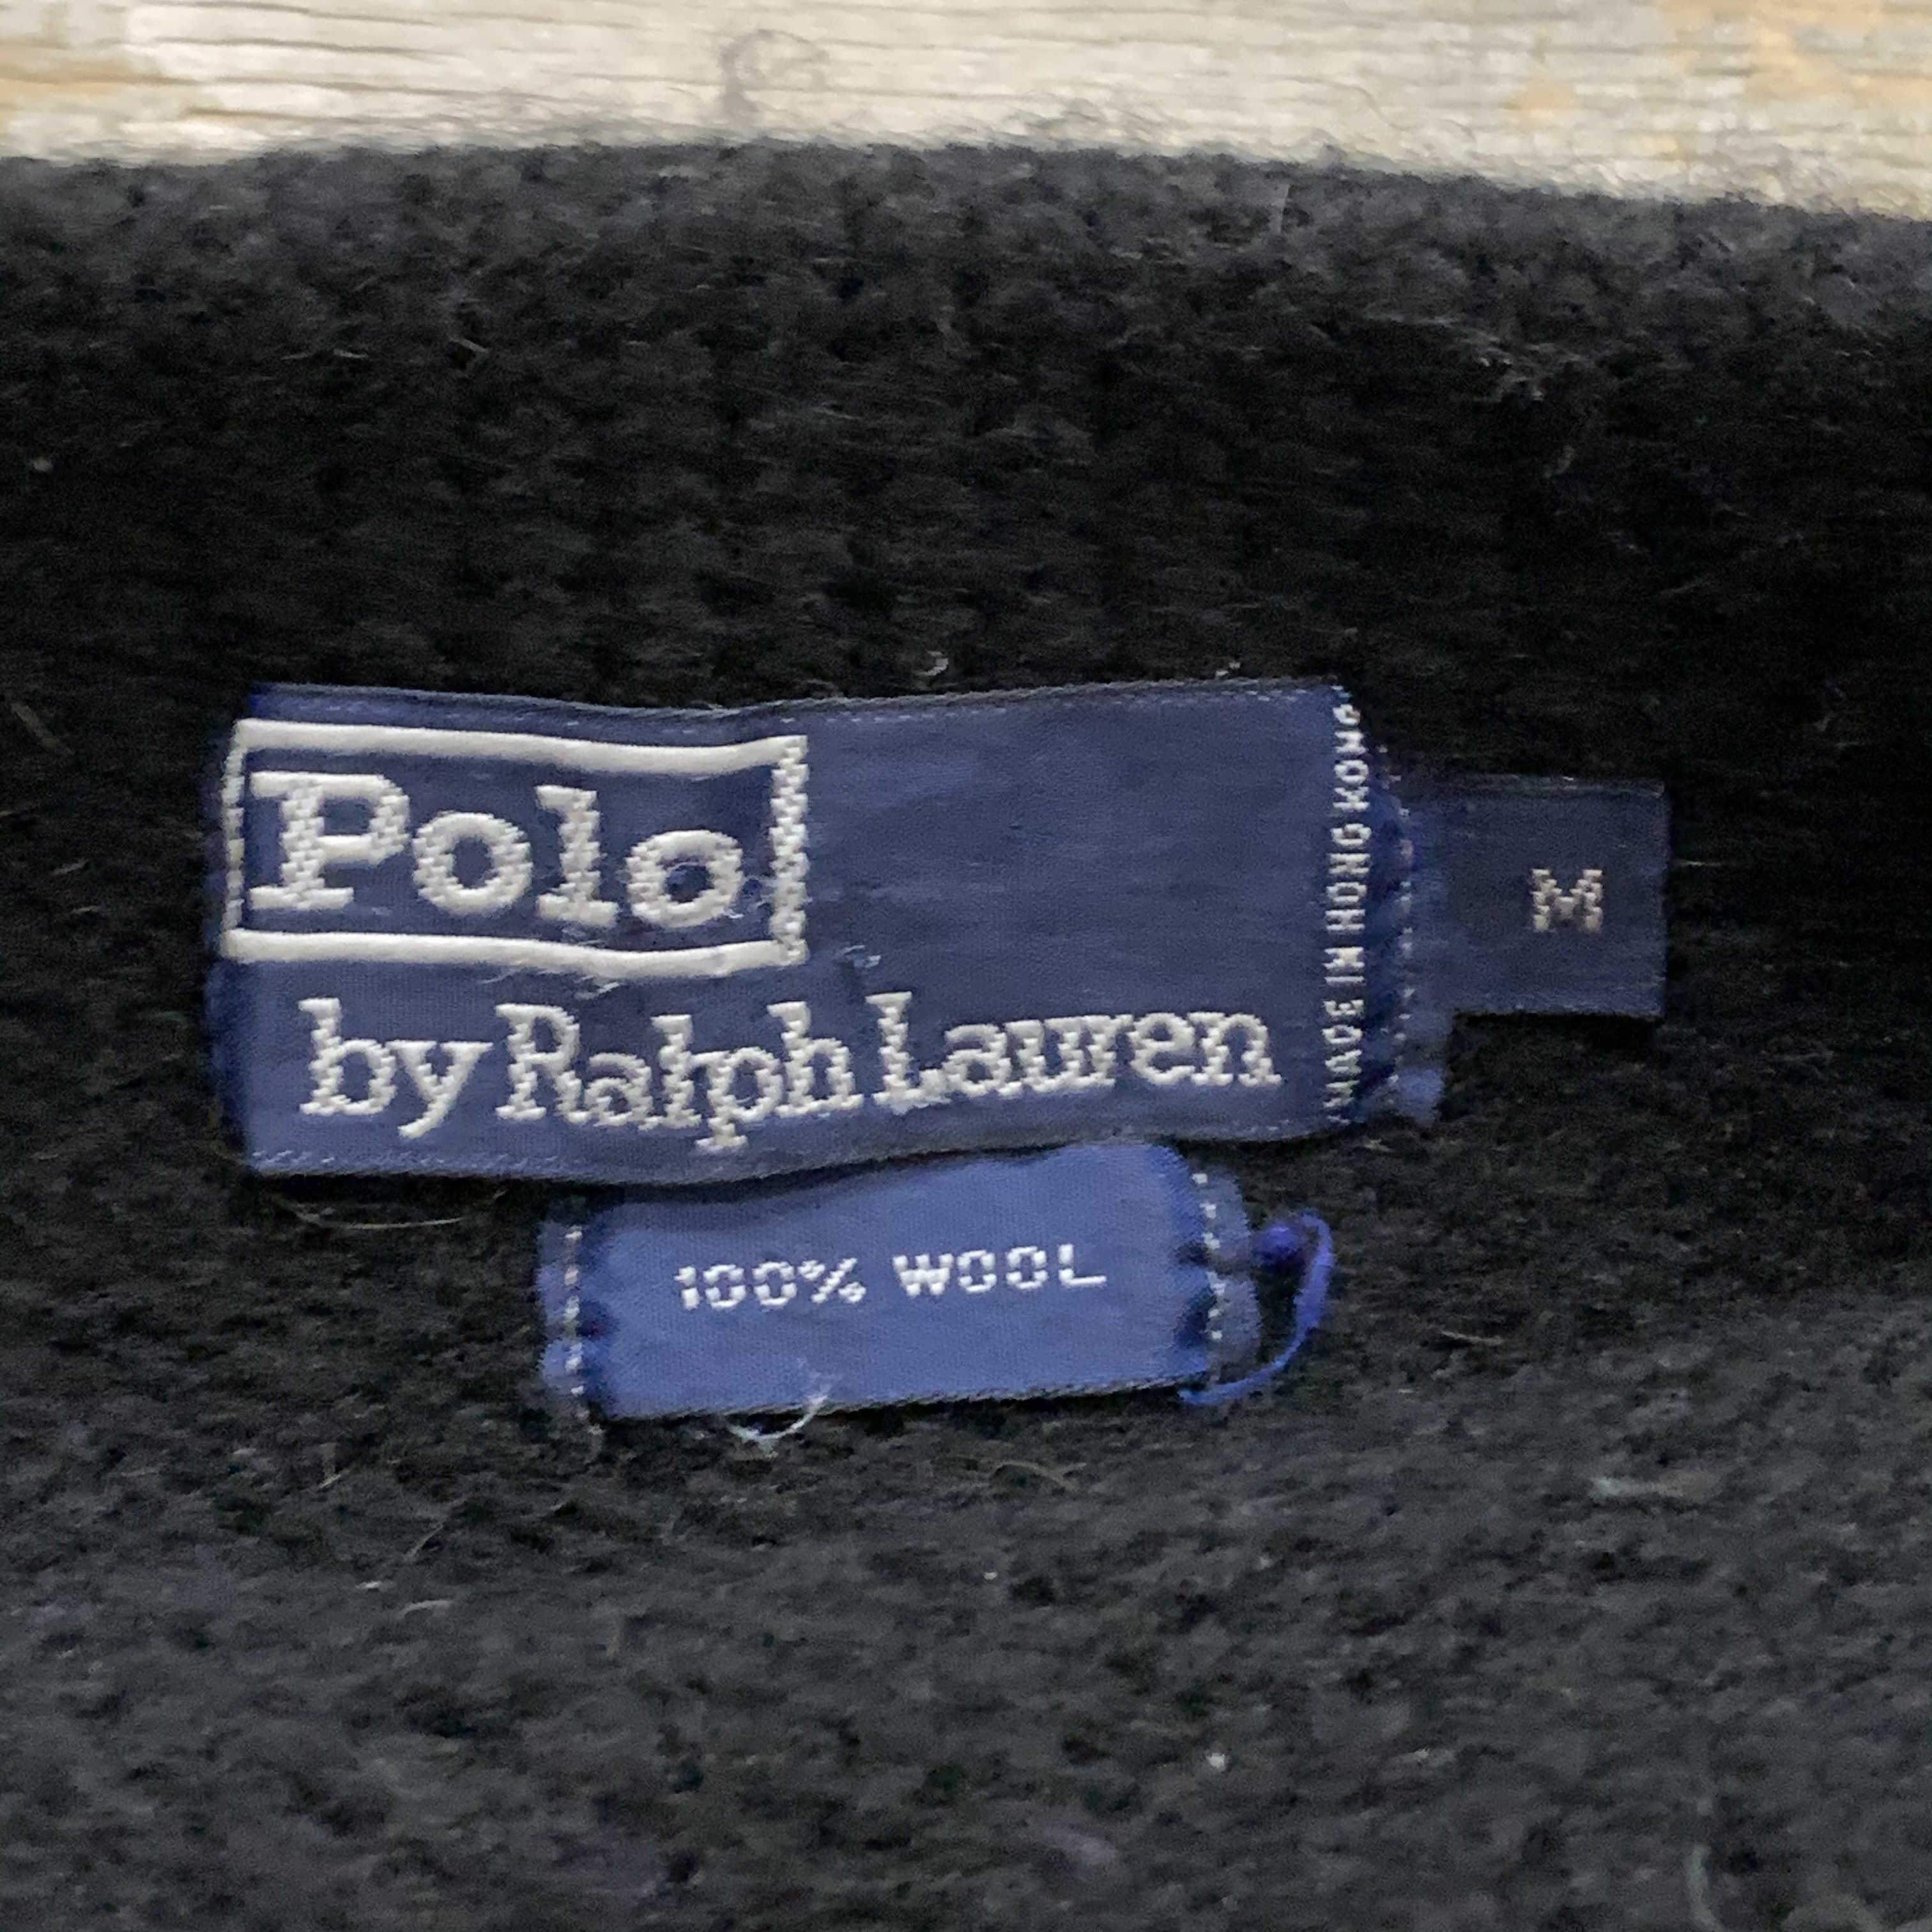 Polo
by Ralph Lauren
MADE IN HONG KONG
M
100% WOOL